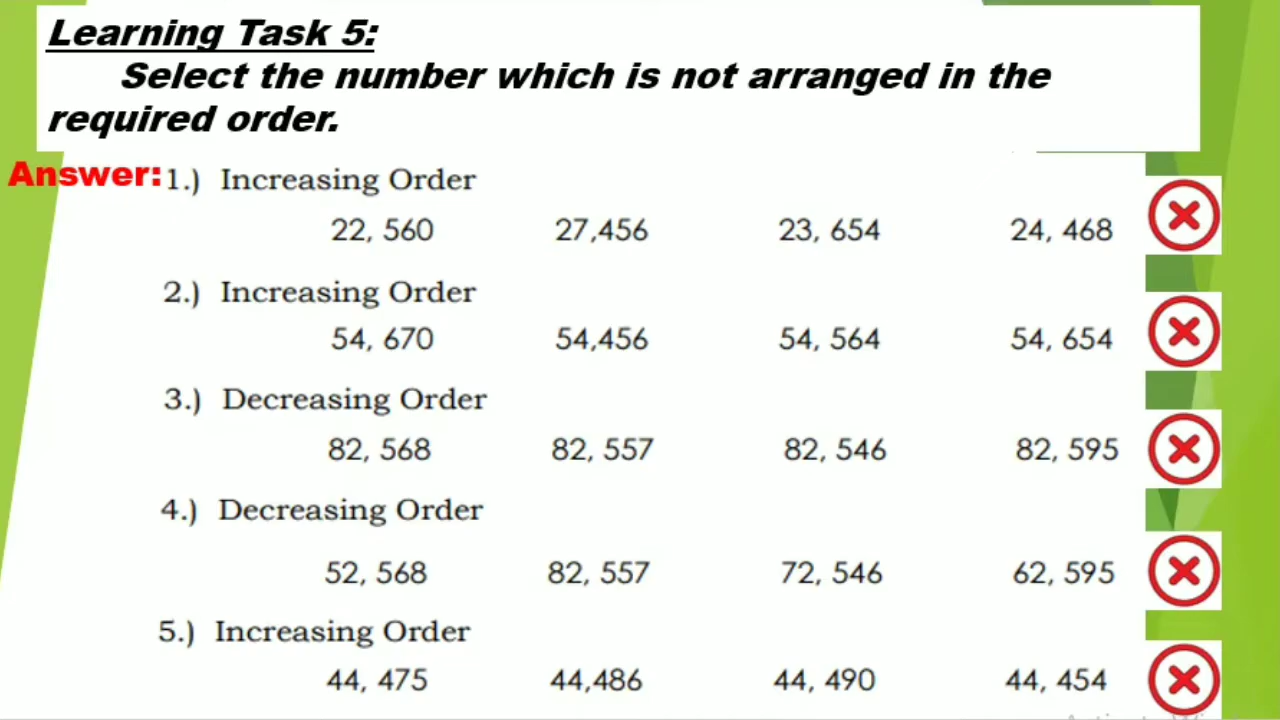 Learning Task 5:
Select the number which is not arranged in the
required order.
Answer:
1.) Increasing Order
22, 560 27,456 23, 654 24, 468
2.) Increasing Order
54, 670 54,456 54, 564 54, 654
3.) Decreasing Order
82, 568 82, 557 82, 546 82, 595
4.) Decreasing Order
52, 568 82, 557 72, 546 62, 595
5.) Increasing Order
44, 475 44,486 44, 490 44, 454